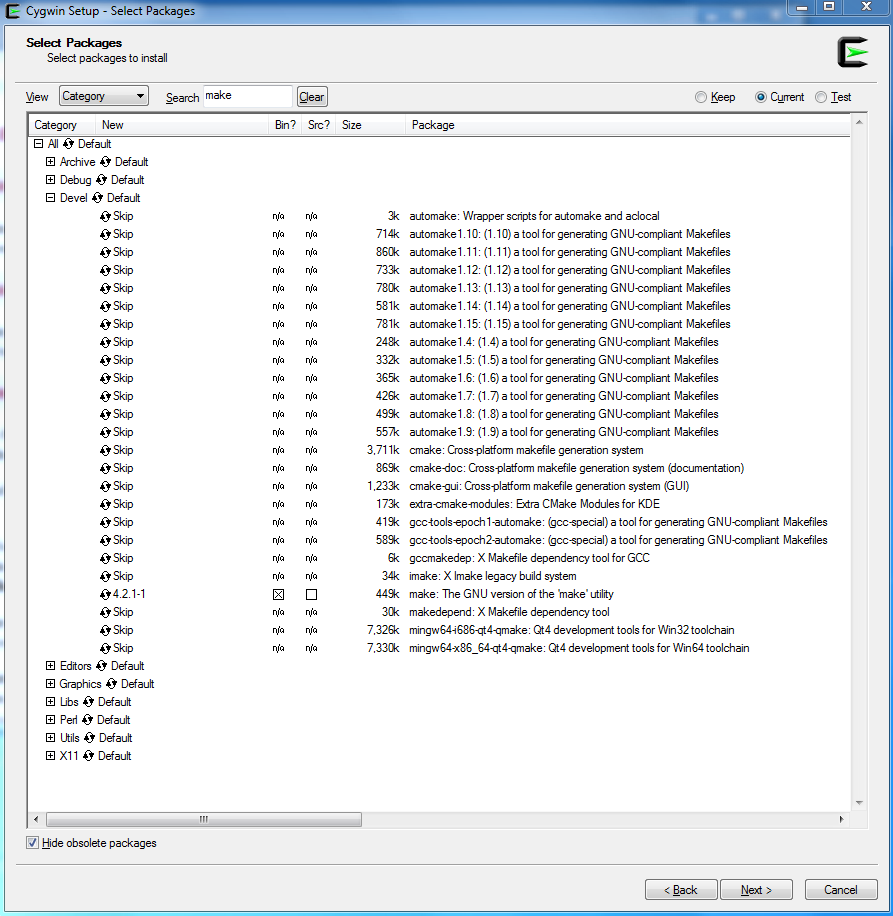 Cygwin Setup - Select Packages
Select Packages
Select packages to install
View Category Search make Clear Keep Current Test
Category New Bin? Src? Size Package
All Default
Archive Default
Debug Default
Devel Default
Skip n/a n/a 3k automake: Wrapper scripts for automake and aclocal
Skip n/a n/a 714k automake1.10: (1.10) a tool for generating GNU-compliant Makefiles
Skip n/a n/a 860k automake1.11: (1.11) a tool for generating GNU-compliant Makefiles
Skip n/a n/a 733k automake1.12: (1.12) a tool for generating GNU-compliant Makefiles
Skip n/a n/a 780k automake1.13: (1.13) a tool for generating GNU-compliant Makefiles
Skip n/a n/a 581k automake1.14: (1.14) a tool for generating GNU-compliant Makefiles
Skip n/a n/a 781k automake1.15: (1.15) a tool for generating GNU-compliant Makefiles
Skip n/a n/a 248k automake1.4: (1.4) a tool for generating GNU-compliant Makefiles
Skip n/a n/a 332k automake1.5: (1.5) a tool for generating GNU-compliant Makefiles
Skip n/a n/a 365k automake1.6: (1.6) a tool for generating GNU-compliant Makefiles
Skip n/a n/a 426k automake1.7: (1.7) a tool for generating GNU-compliant Makefiles
Skip n/a n/a 499k automake1.8: (1.8) a tool for generating GNU-compliant Makefiles
Skip n/a n/a 557k automake1.9: (1.9) a tool for generating GNU-compliant Makefiles
Skip n/a n/a 3,711k cmake: Cross-platform makefile generation system
Skip n/a n/a 869k cmake-doc: Cross-platform makefile generation system (documentation)
Skip n/a n/a 1,233k cmake-gui: Cross-platform makefile generation system (GUI)
Skip n/a n/a 173k extra-cmake-modules: Extra CMake Modules for KDE
Skip n/a n/a 419k gcc-tools-epoch1-automake: (gcc-special) a tool for generating GNU-compliant Makefiles
Skip n/a n/a 589k gcc-tools-epoch2-automake: (gcc-special) a tool for generating GNU-compliant Makefiles
Skip n/a n/a 6k gccmakedep: X Makefile dependency tool for GCC
Skip n/a n/a 34k imake: X Imake legacy build system
4.2.1-1 449k make: The GNU version of the 'make' utility
Skip n/a n/a 30k makedepend: X Makefile dependency tool
Skip n/a n/a 7,326k mingw64-i686-qt4-qmake: Qt4 development tools for Win32 toolchain
Skip n/a n/a 7,330k mingw64-x86_64-qt4-qmake: Qt4 development tools for Win64 toolchain
Editors Default
Graphics Default
Libs Default
Perl Default
Utils Default
X11 Default
Hide obsolete packages
< Back Next > Cancel